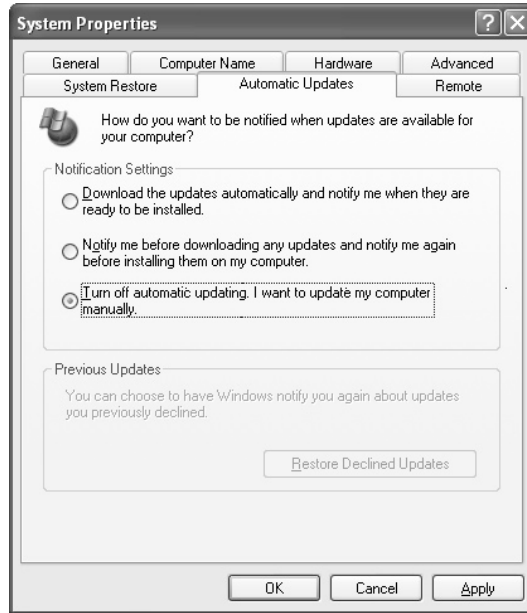 System Properties
General
Computer Name
Hardware
Advanced
System Restore
Automatic Updates
Remote
How do you want to be notified when updates are available for
your computer?
Notification Settings
Download the updates automatically and notify me when they are
ready to be installed.
Notify me before downloading any updates and notify me again
before installing them on my computer.
Turn off automatic updating. I want to update my computer
manually.
Previous Updates
You can choose to have Windows notify you again about updates
you previously declined.
Restore Declined Updates
OK
Cancel
Apply